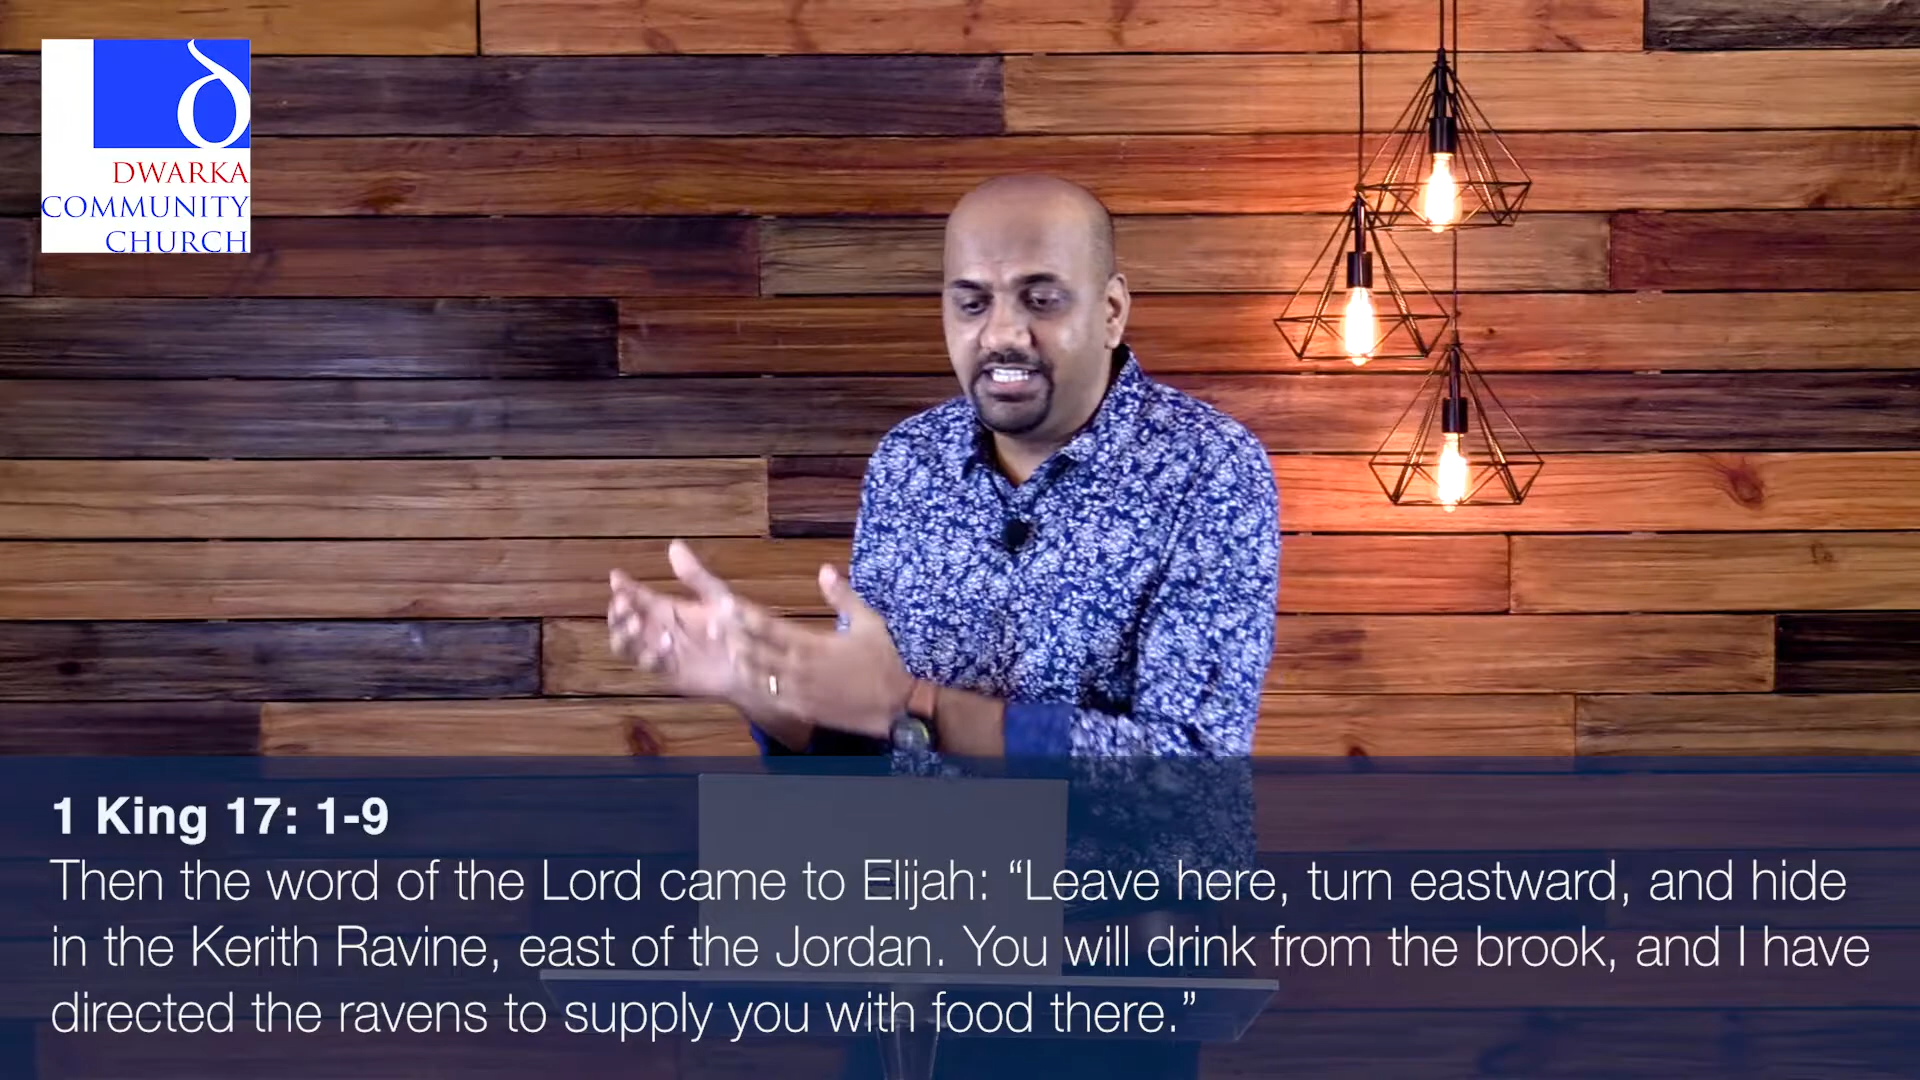 DWARKA
COMMUNITY
CHURCH
1 King 17: 1-9
Then the word of the Lord came to Elijah: “Leave here, turn eastward, and hide
in the Kerith Ravine, east of the Jordan. You will drink from the brook, and I have
directed the ravens to supply you with food there.”